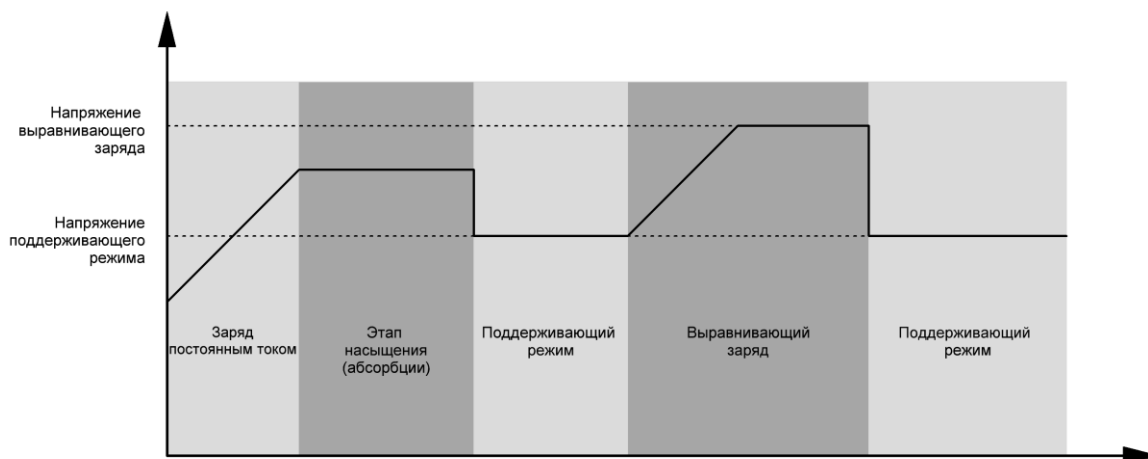 Напряжение
выравнивающего
заряда
Напряжение
поддерживающего
режима
Заряд
постоянным током
Этап
насыщения
(абсорбции)
Поддерживающий
режим
Выравнивающий
заряд
Поддерживающий
режим